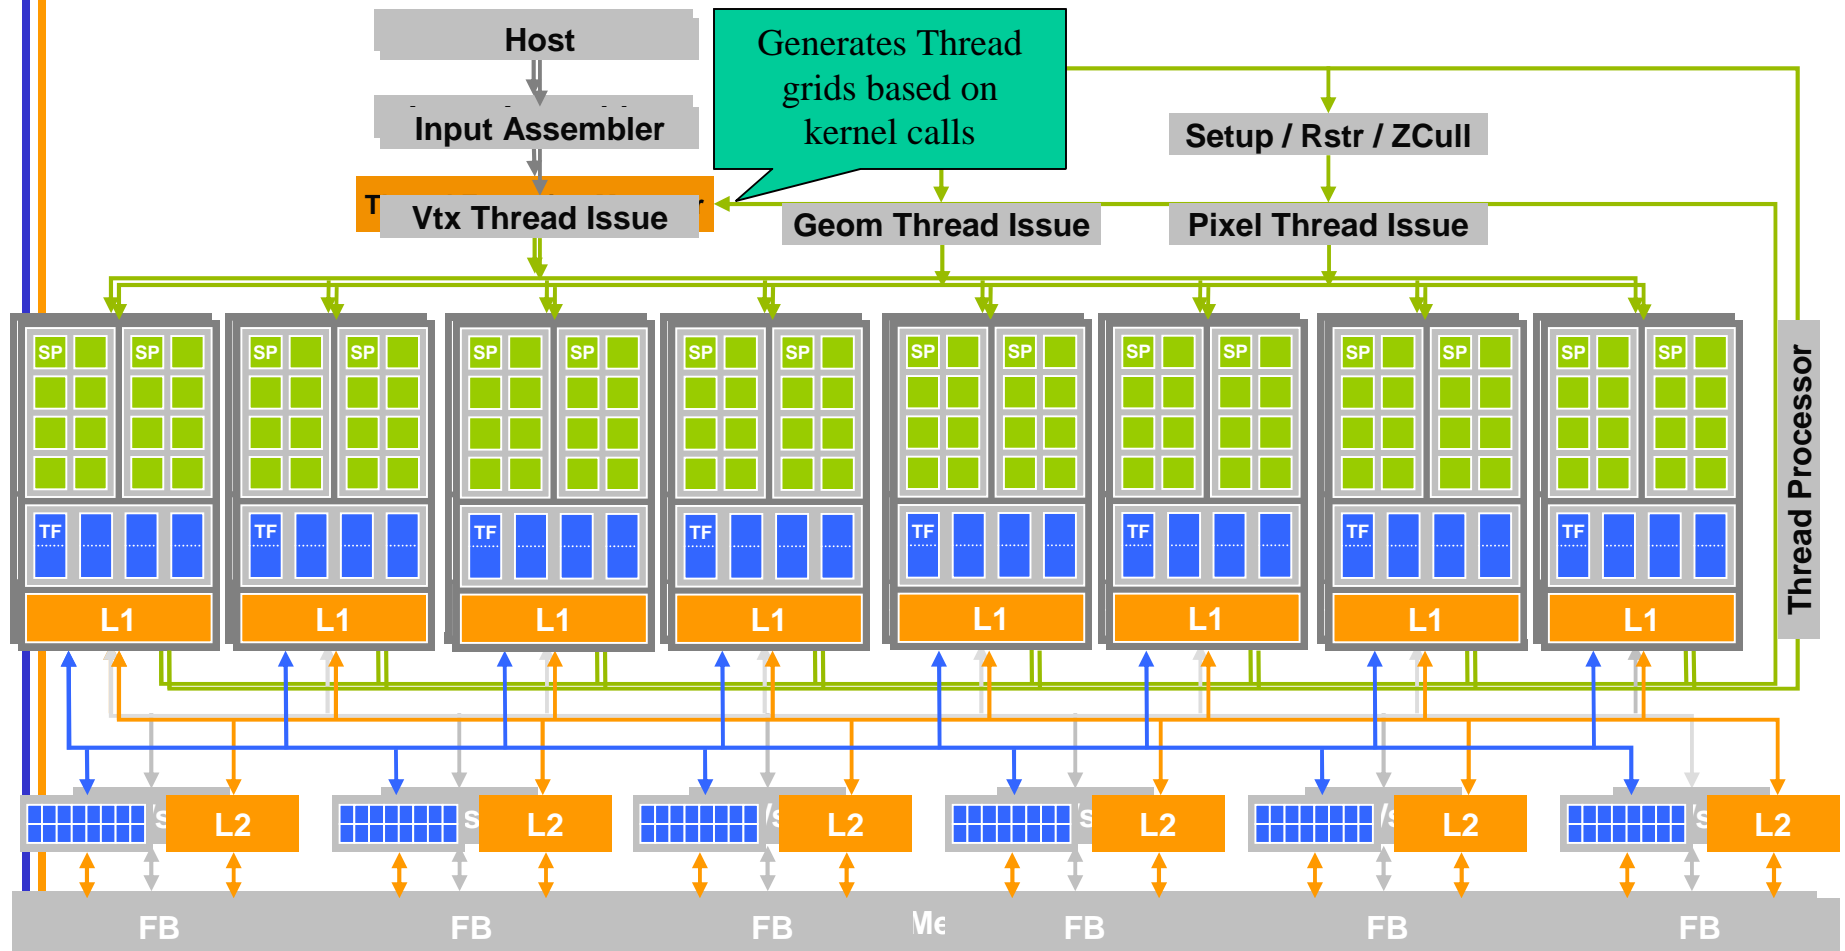 Host
Generates Thread
grids based on
kernel calls
Input Assembler
Setup / Rstr / ZCull
Vtx Thread Issue
Geom Thread Issue
Pixel Thread Issue
SP SP SP SP SP SP SP SP SP SP SP SP SP SP SP SP
Thread Processor
TF TF TF TF TF TF TF TF
L1 L1 L1 L1 L1 L1 L1 L1
L2 L2 L2 L2 L2 L2
FB FB FB FB FB FB